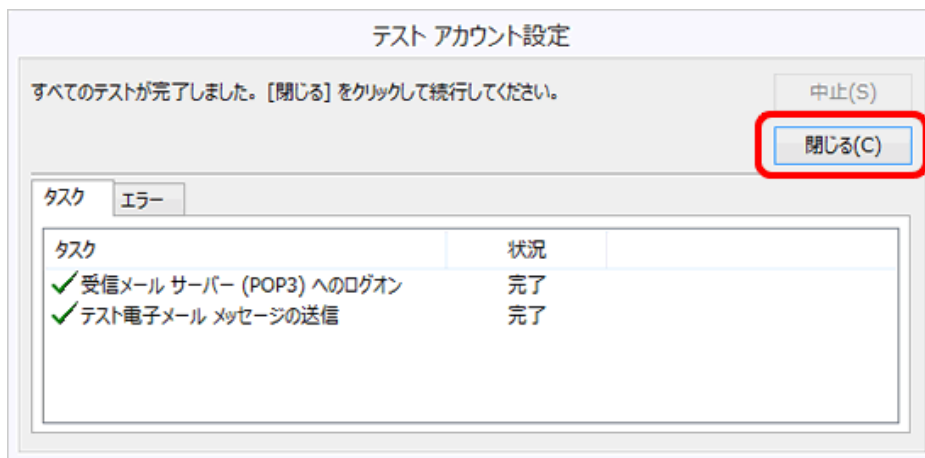 テスト アカウント設定
すべてのテストが完了しました。[閉じる] をクリックして続行してください。
中止(S)
閉じる(C)
タスク エラー
タスク 状況
受信メール サーバー (POP3) へのログオン 完了
テスト電子メール メッセージの送信 完了